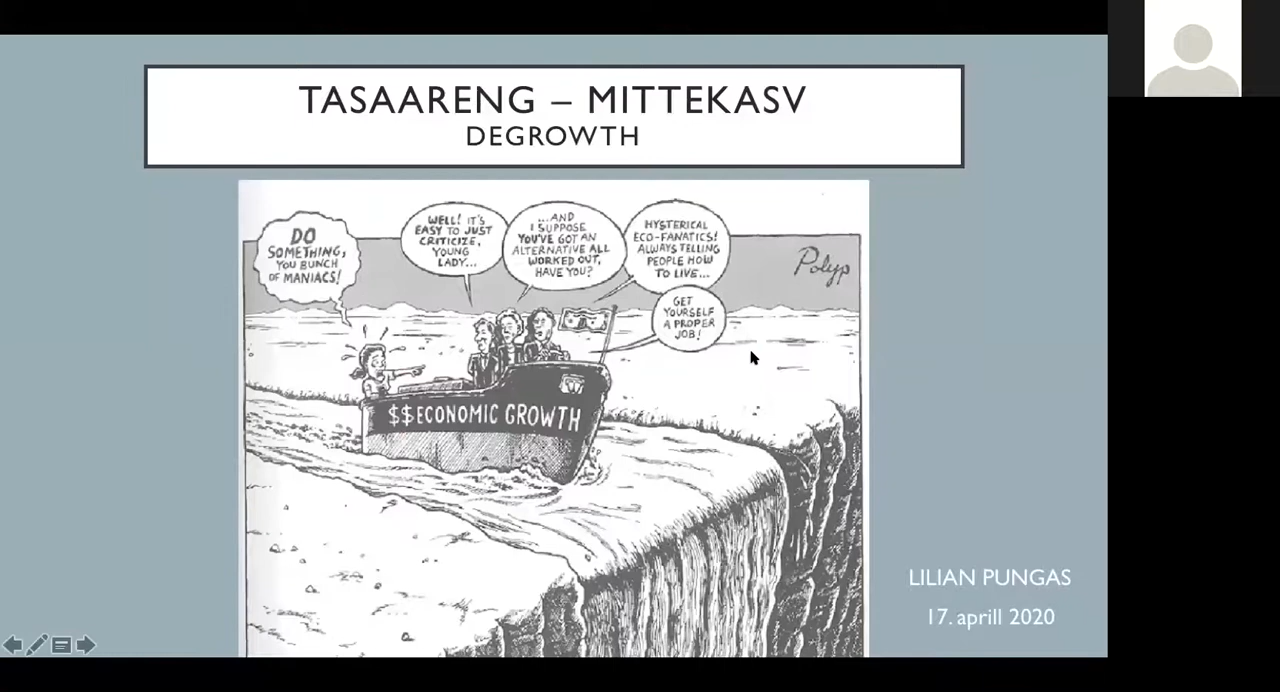 TASAARENG – MITTEKASV
DEGROWTH
DO
SOMETHING,
YOU BUNCH
OF MANIACS!
WELL! IT'S
EASY TO JUST
CRITICIZE,
YOUNG
LADY...
...AND
I SUPPOSE
YOU'VE GOT AN
ALTERNATIVE ALL
WORKED OUT,
HAVE YOU?
HYSTERICAL
ECO-FANATICS!
ALWAYS TELLING
PEOPLE HOW
TO LIVE...
GET
YOURSELF
A PROPER
JOB!
Polyp
$$ECONOMIC GROWTH
LILIAN PUNGAS
17. aprill 2020